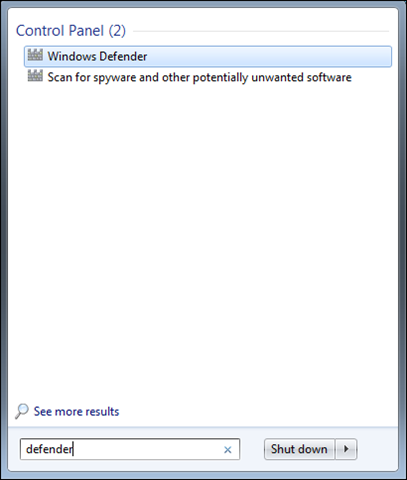 Control Panel (2)
Windows Defender
Scan for spyware and other potentially unwanted software
See more results
defender
Shut down